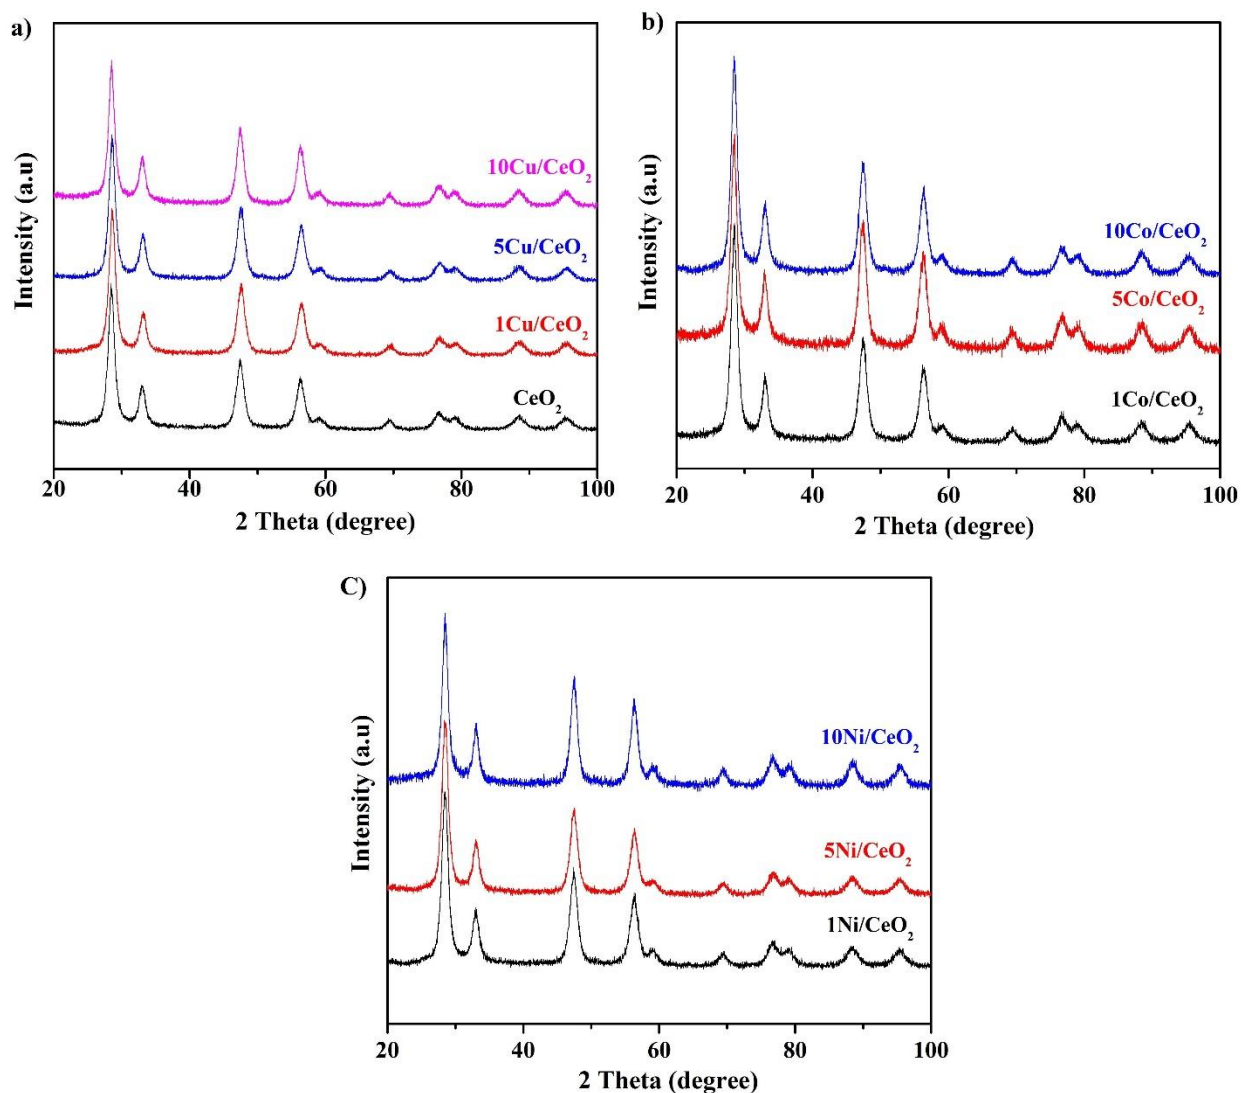 a)
Intensity (a.u)
10Cu/CeO₂
5Cu/CeO₂
1Cu/CeO₂
CeO₂
20 40 60 80 100
2 Theta (degree)
b)
Intensity (a.u)
10Co/CeO₂
5Co/CeO₂
1Co/CeO₂
20 40 60 80 100
2 Theta (degree)
C)
Intensity (a.u)
10Ni/CeO₂
5Ni/CeO₂
1Ni/CeO₂
20 40 60 80 100
2 Theta (degree)